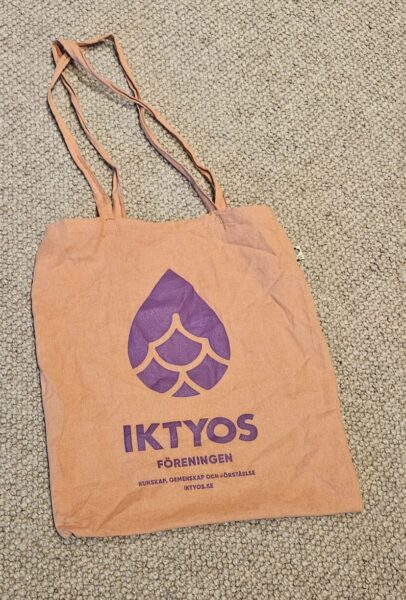 IKTYOS
FÖRENINGEN
KUNSKAP, GEMENSKAP OCH FÖRSTÅELSE
IKTYOS.SE